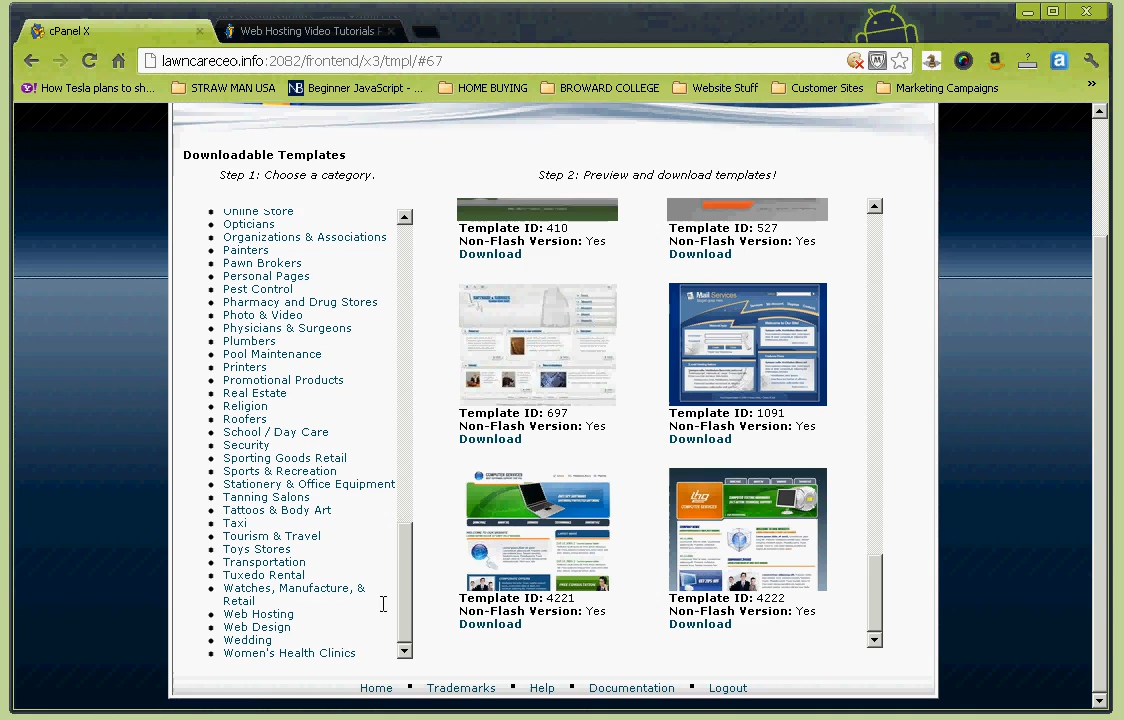 cPanel X
Web Hosting Video Tutorials
lawncareceo.info:2082/frontend/x3/tmpl/#67
How Tesla plans to sh...
STRAW MAN USA
Beginner JavaScript - ...
HOME BUYING
BROWARD COLLEGE
Website Stuff
Customer Sites
Marketing Campaigns
Downloadable Templates
Step 1: Choose a category.
Step 2: Preview and download templates!
Online Store
Opticians
Organizations & Associations
Painters
Pawn Brokers
Personal Pages
Pest Control
Pharmacy and Drug Stores
Photo & Video
Physicians & Surgeons
Plumbers
Pool Maintenance
Printers
Promotional Products
Real Estate
Religion
Roofers
School / Day Care
Security
Sporting Goods Retail
Sports & Recreation
Stationery & Office Equipment
Tanning Salons
Tattoos & Body Art
Taxi
Tourism & Travel
Toys Stores
Transportation
Tuxedo Rental
Watches, Manufacture, &
Retail
Web Hosting
Web Design
Wedding
Women's Health Clinics
Template ID: 410
Non-Flash Version: Yes
Download
Template ID: 527
Non-Flash Version: Yes
Download
Template ID: 697
Non-Flash Version: Yes
Download
Mail Services
Template ID: 1091
Non-Flash Version: Yes
Download
COMPUTER SERVICES
Template ID: 4221
Non-Flash Version: Yes
Download
Template ID: 4222
Non-Flash Version: Yes
Download
Home
Trademarks
Help
Documentation
Logout